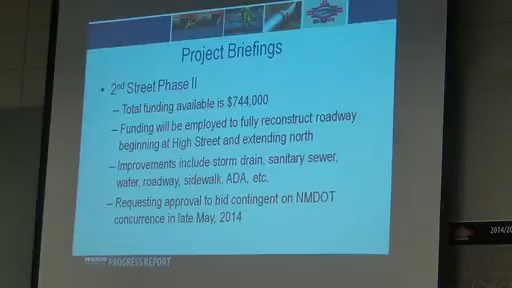 Project Briefings
• 2nd Street Phase II
– Total funding available is $744,000
– Funding will be employed to fully reconstruct roadway
beginning at High Street and extending north
– Improvements include storm drain, sanitary sewer,
water, roadway, sidewalk, ADA, etc.
– Requesting approval to bid contingent on NMDOT
concurrence in late May, 2014
PROGRESS REPORT
2014/20